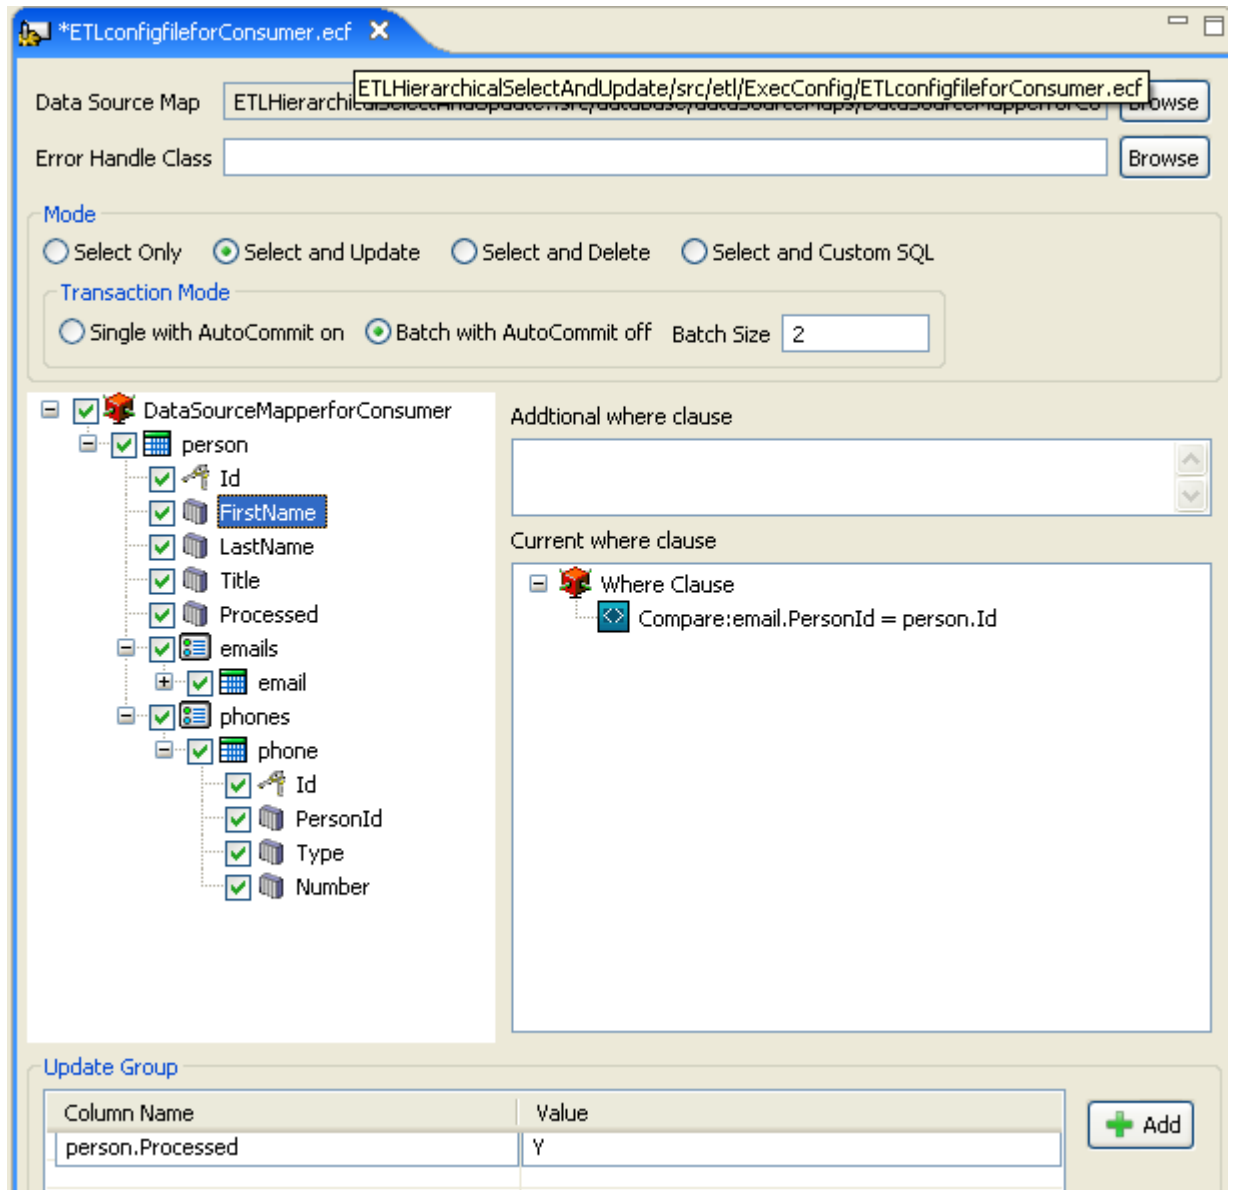 *ETLconfigfileforConsumer.ecf
ETLHierarchicalSelectAndUpdate/src/etl/ExecConfig/ETLconfigfileforConsumer.ecf
Data Source Map
Browse
Error Handle Class
Browse
Mode
Select Only
Select and Update
Select and Delete
Select and Custom SQL
Transaction Mode
Single with AutoCommit on
Batch with AutoCommit off
Batch Size
2
DataSourceMapperforConsumer
person
Id
FirstName
LastName
Title
Processed
emails
email
phones
phone
Id
PersonId
Type
Number
Addtional where clause
Current where clause
Where Clause
Compare:email.PersonId = person.Id
Update Group
Column Name
Value
person.Processed
Y
Add